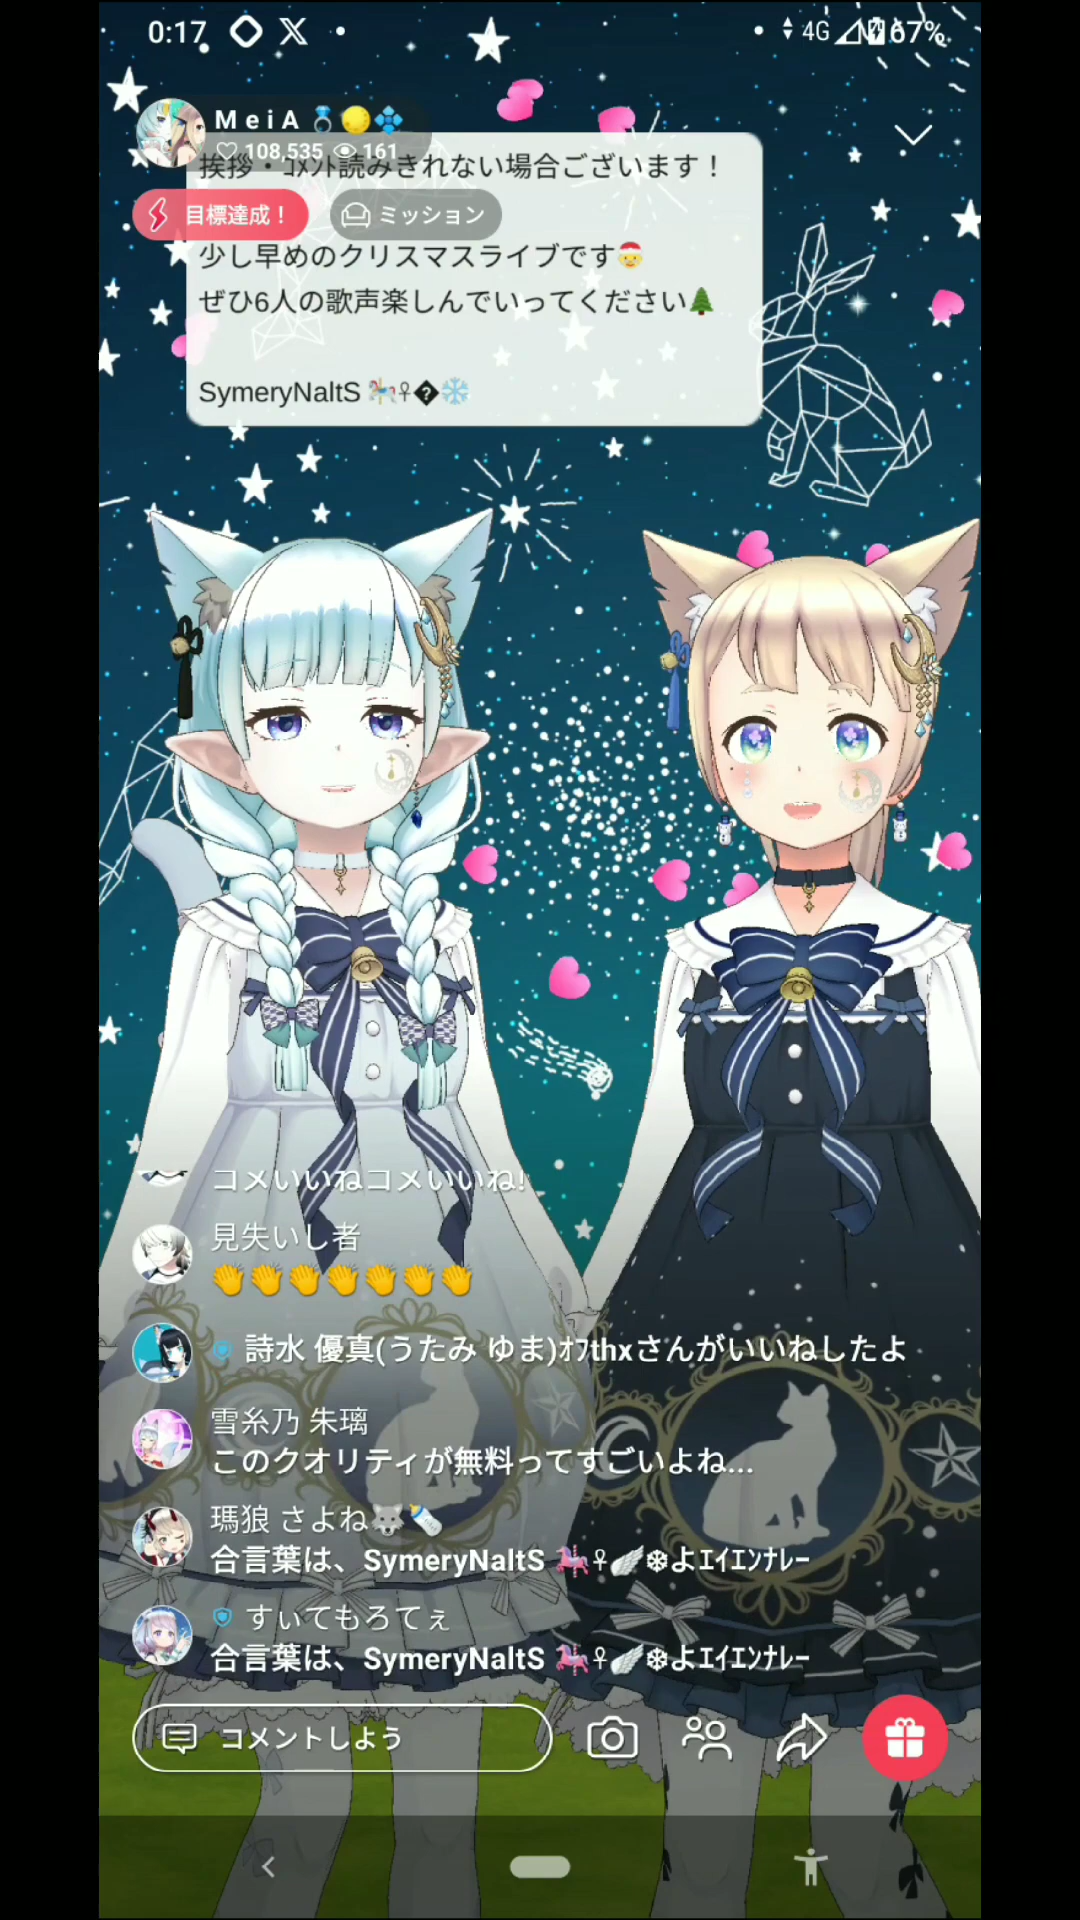 0:17
4G 67%
MeiA💍🌕💠
108,535 161
挨拶・ｺﾒﾝﾄ読みきれない場合ございます！
目標達成！ ミッション
少し早めのクリスマスライブです🎅
ぜひ6人の歌声楽しんでいってください🌲
SymeryNaltS 🎠♀�❄️
コメいいねコメいいね!
見失いし者
👏👏👏👏👏👏👏
詩水 優真(うたみ ゆま)ｵﾌthxさんがいいねしたよ
雪糸乃 朱璃
このクオリティが無料ってすごいよね...
瑪狼 さよね🐺🍼
合言葉は、SymeryNaltS 🎠♀🪽❄よｴｲｴﾝﾅﾚｰ
すぃてもろてぇ
合言葉は、SymeryNaltS 🎠♀🪽❄よｴｲｴﾝﾅﾚｰ
コメントしよう